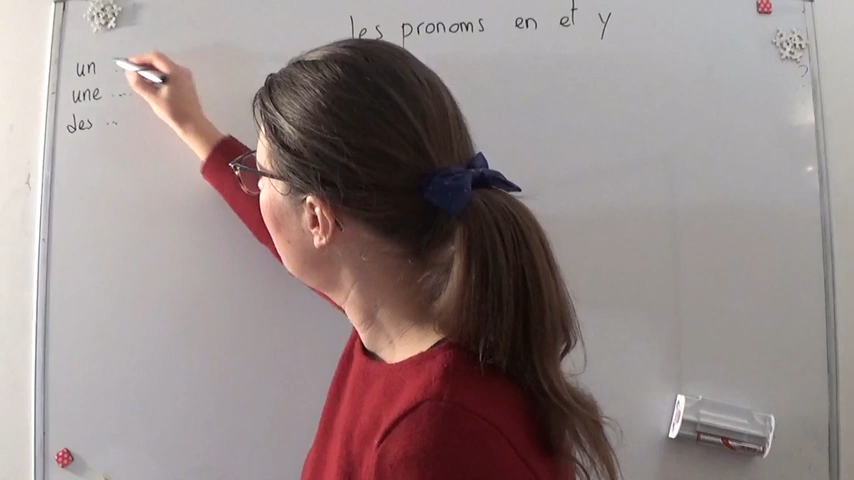 les pronoms en et y
un
une ...
des ..